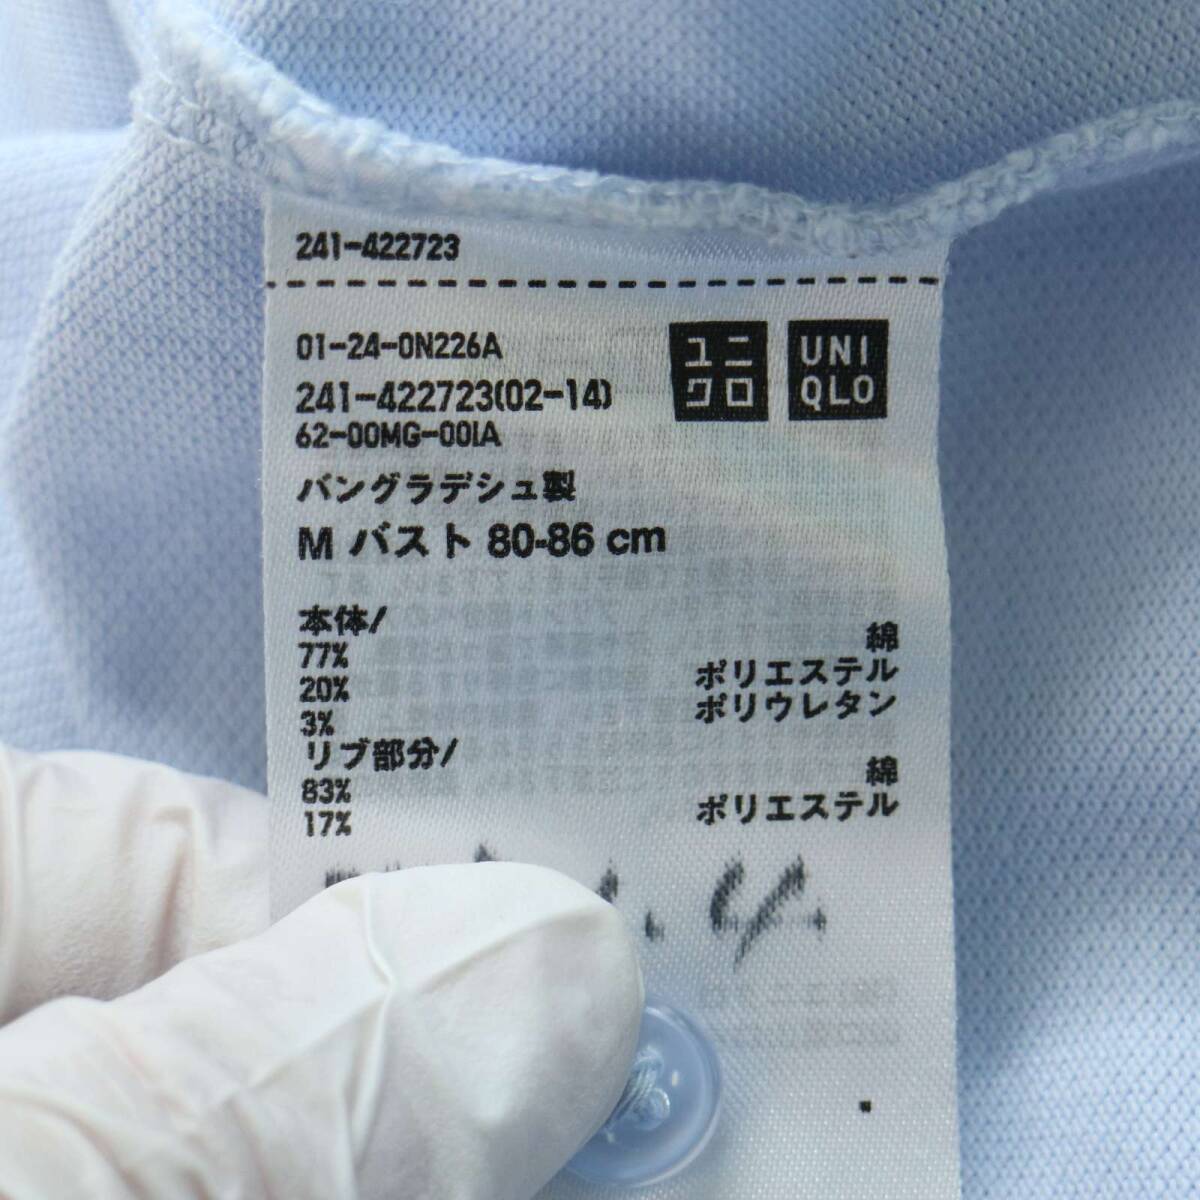 241-422723
01-24-0N226A
ユニ
クロ
UNI
QLO
241-422723(02-14)
62-00MG-00IA
バングラデシュ製
M バスト 80-86 cm
本体/
77% 綿
20% ポリエステル
3% ポリウレタン
リブ部分/
83% 綿
17% ポリエステル